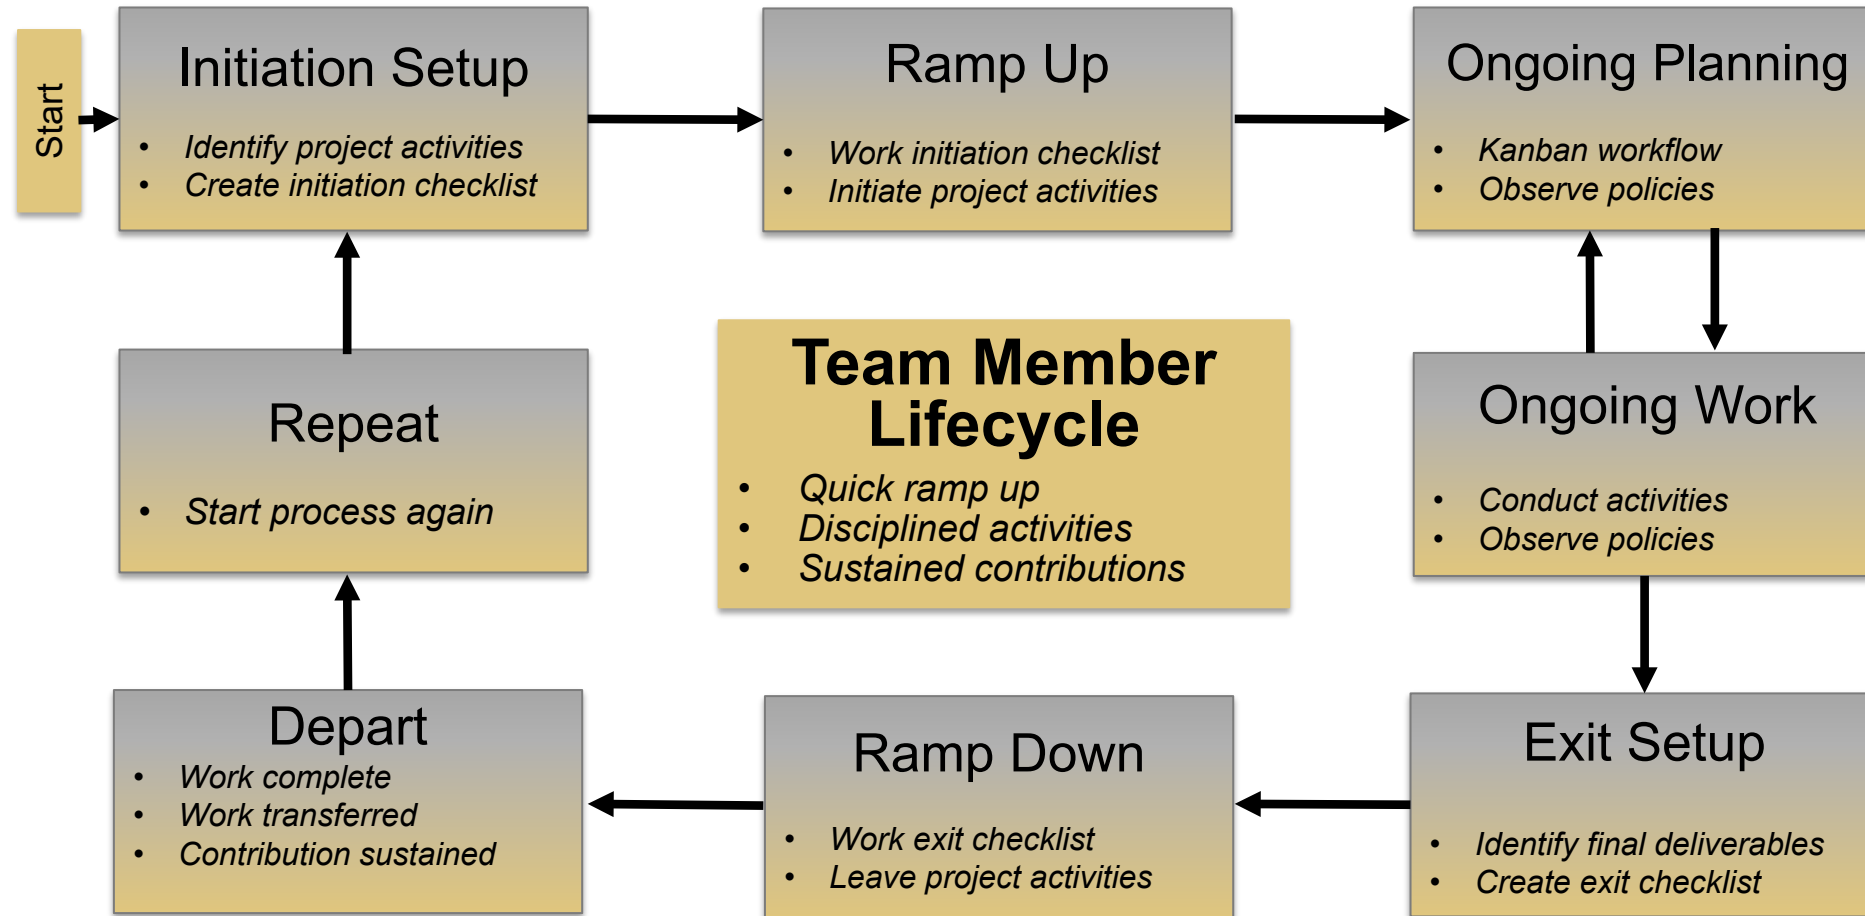 Start
Initiation Setup
• Identify project activities
• Create initiation checklist
Ramp Up
• Work initiation checklist
• Initiate project activities
Ongoing Planning
• Kanban workflow
• Observe policies
Team Member
Lifecycle
• Quick ramp up
• Disciplined activities
• Sustained contributions
Ongoing Work
• Conduct activities
• Observe policies
Exit Setup
• Identify final deliverables
• Create exit checklist
Ramp Down
• Work exit checklist
• Leave project activities
Depart
• Work complete
• Work transferred
• Contribution sustained
Repeat
• Start process again